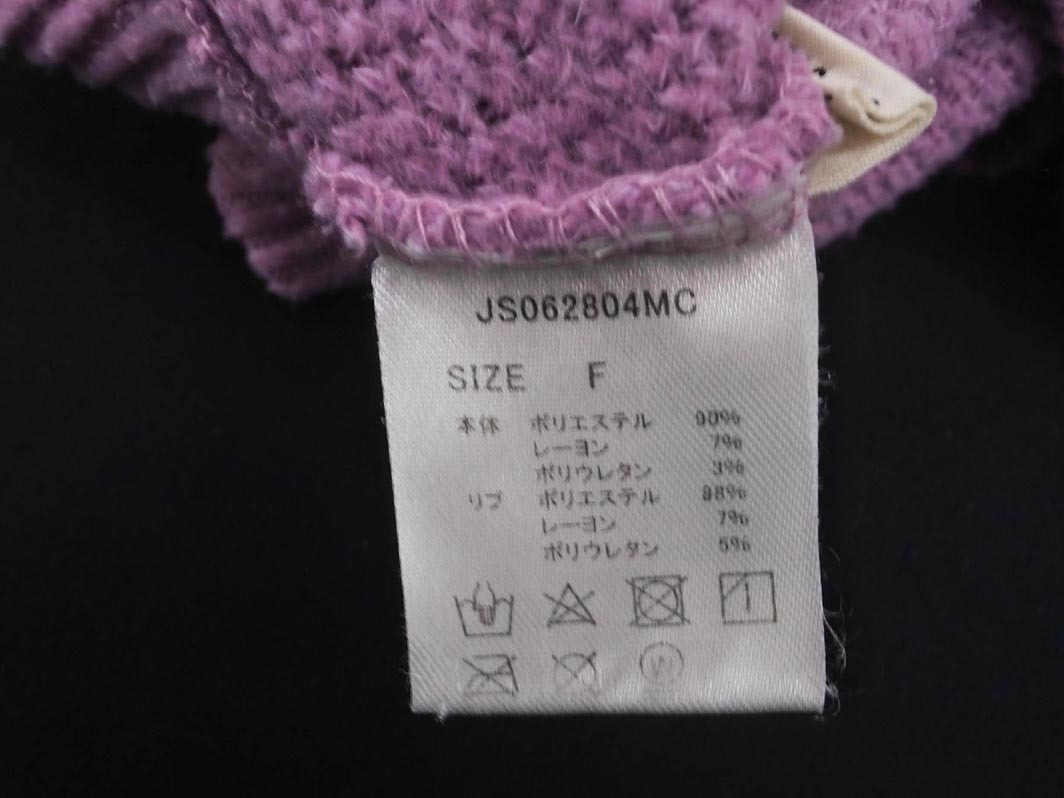 JS062804MC
SIZE F
本体 ポリエステル 90%
レーヨン 7%
ポリウレタン 3%
リブ ポリエステル 88%
レーヨン 7%
ポリウレタン 5%
W